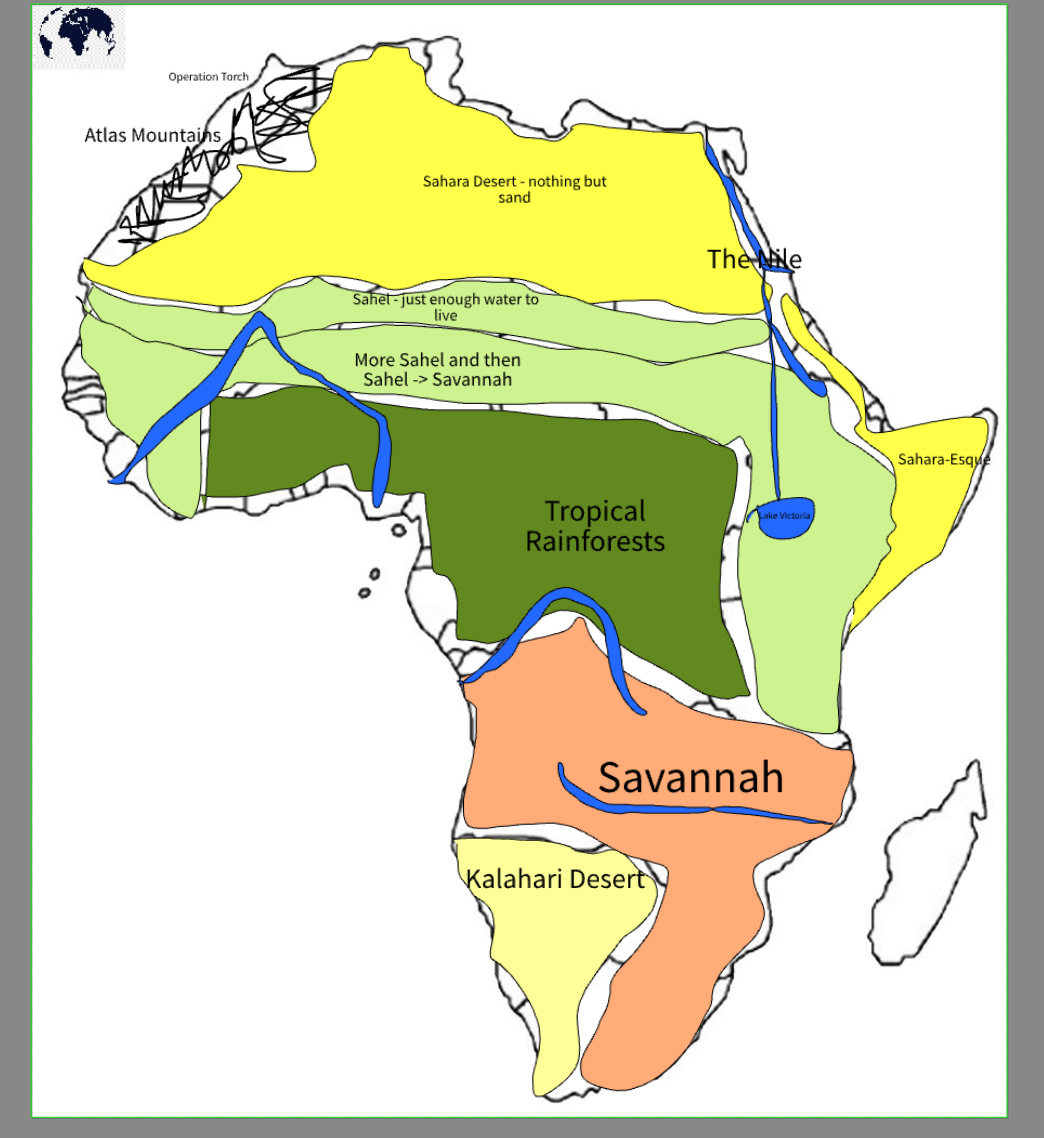 Operation Torch
Atlas Mountains
Sahara Desert - nothing but
sand
The Nile
Sahel - just enough water to
live
More Sahel and then
Sahel -> Savannah
Sahara-Esque
Tropical
Rainforests
Lake Victoria
Savannah
Kalahari Desert